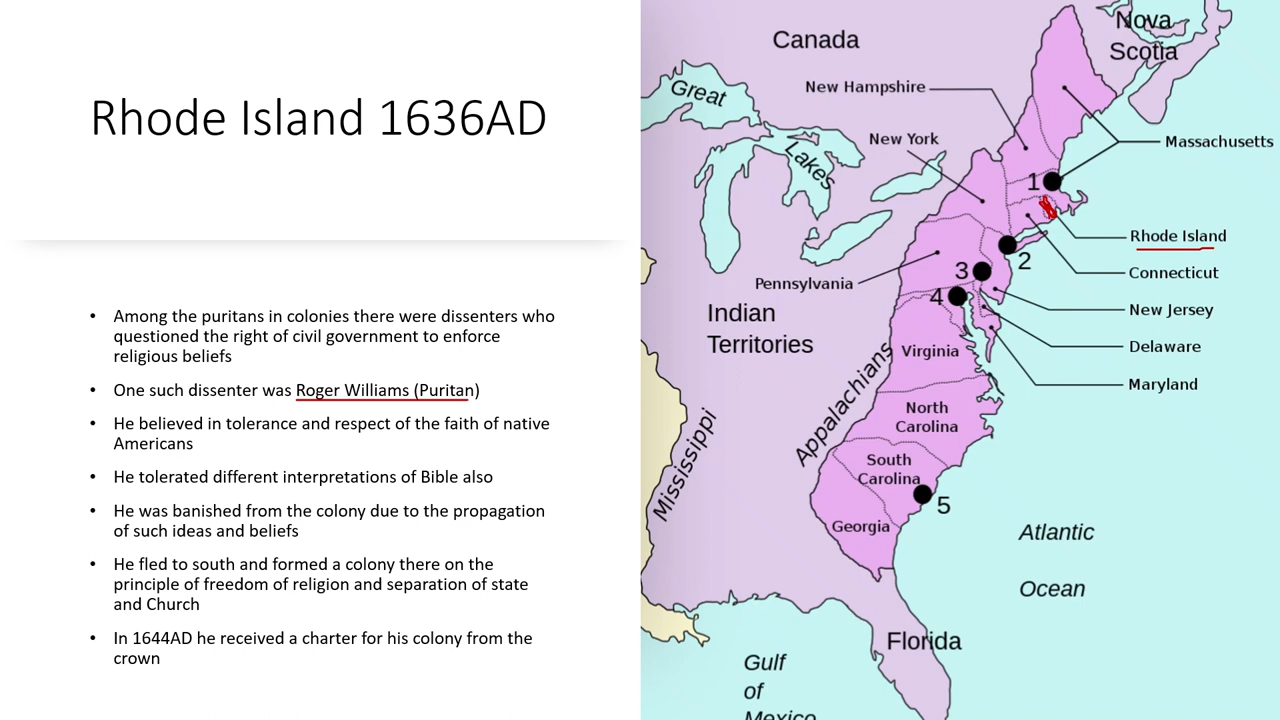 Rhode Island 1636AD
• Among the puritans in colonies there were dissenters who
questioned the right of civil government to enforce
religious beliefs
• One such dissenter was Roger Williams (Puritan)
• He believed in tolerance and respect of the faith of native
Americans
• He tolerated different interpretations of Bible also
• He was banished from the colony due to the propagation
of such ideas and beliefs
• He fled to south and formed a colony there on the
principle of freedom of religion and separation of state
and Church
• In 1644AD he received a charter for his colony from the
crown
Nova
Scotia
Canada
New Hampshire
Great
Lakes
New York
Massachusetts
1
Rhode Island
2
Connecticut
3
Pennsylvania
4
New Jersey
Indian
Territories
Delaware
Virginia
Maryland
Appalachians
Mississippi
North
Carolina
South
Carolina
5
Georgia
Atlantic
Ocean
Florida
Gulf
of
Mexico